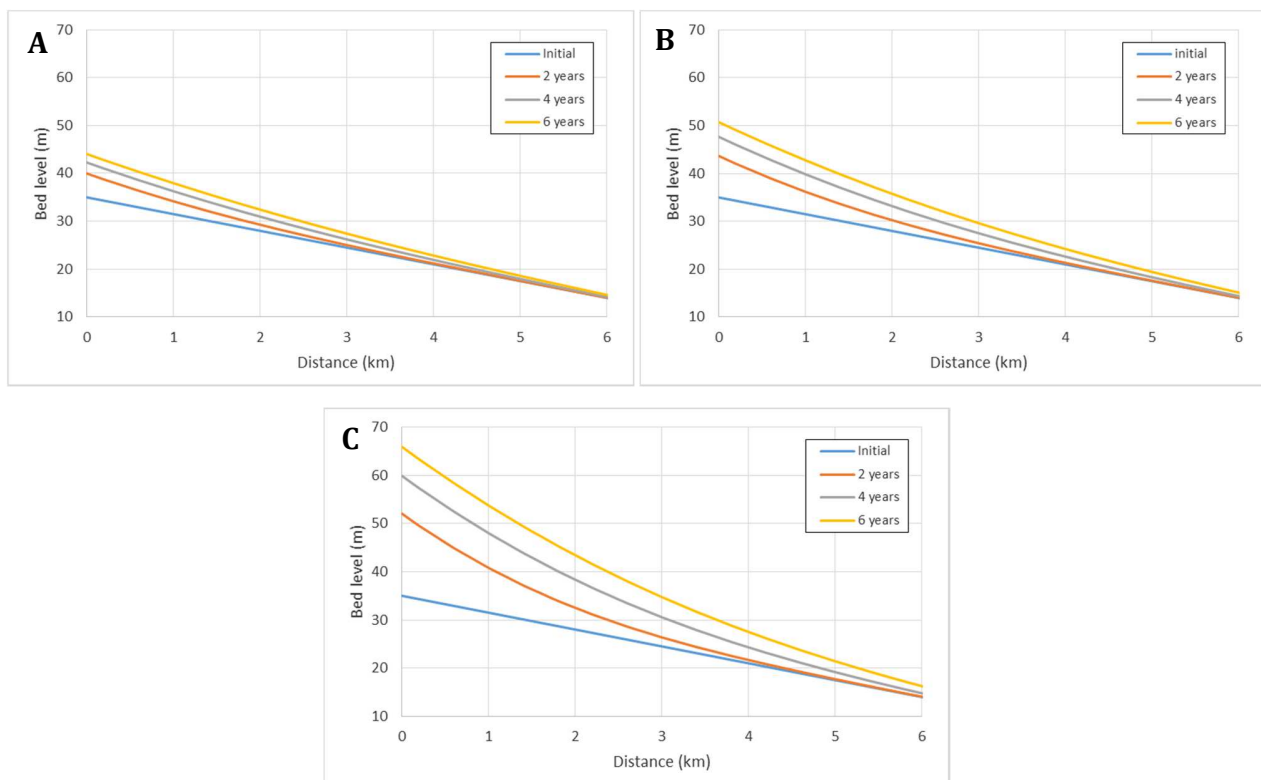 A
70
60
50
40
30
20
10
Bed level (m)
0 1 2 3 4 5 6
Distance (km)
Initial
2 years
4 years
6 years
B
70
60
50
40
30
20
10
Bed level (m)
0 1 2 3 4 5 6
Distance (km)
initial
2 years
4 years
6 years
C
70
60
50
40
30
20
10
Bed level (m)
0 1 2 3 4 5 6
Distance (km)
Initial
2 years
4 years
6 years